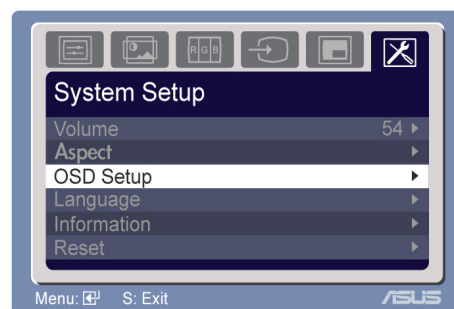 RGB
System Setup
Volume 54
Aspect
OSD Setup
Language
Information
Reset
Menu: S: Exit
ASUS